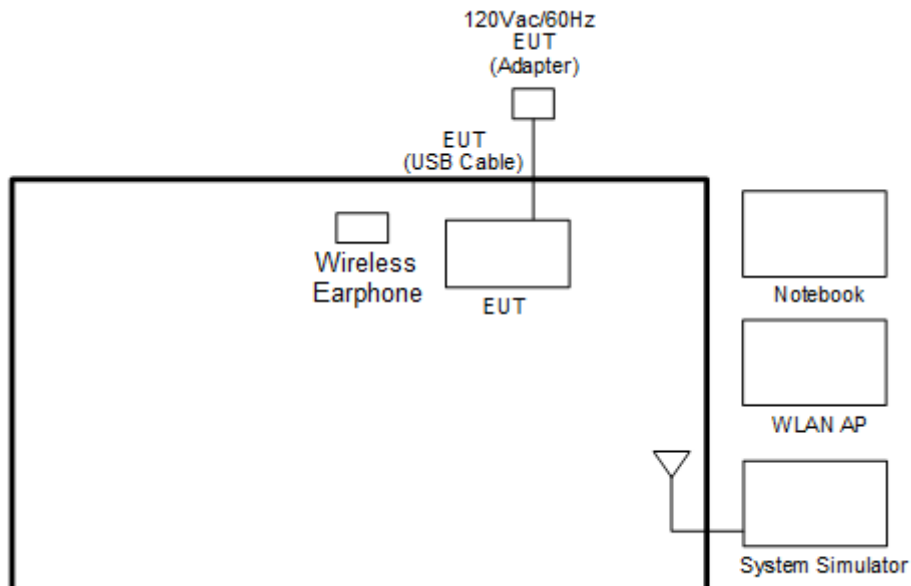 120Vac/60Hz
EUT
(Adapter)
EUT
(USB Cable)
Wireless
Earphone
EUT
Notebook
WLAN AP
System Simulator